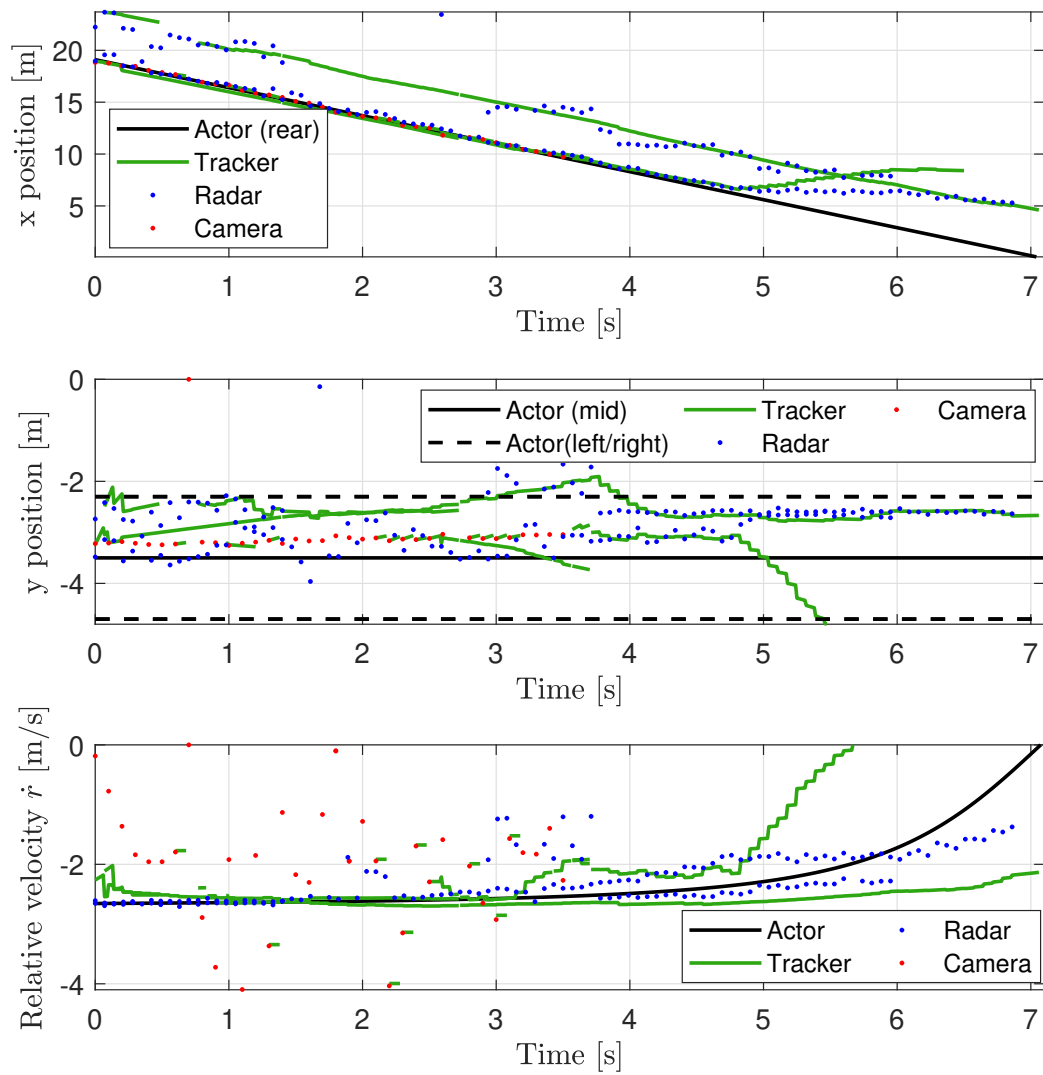 20
15
10
5
x position [m]
Actor (rear)
Tracker
Radar
Camera
0 1 2 3 4 5 6 7
Time [s]
0
-2
-4
y position [m]
Actor (mid) Tracker Camera
Actor(left/right) Radar
0 1 2 3 4 5 6 7
Time [s]
0
-2
-4
Relative velocity ṙ [m/s]
Actor Radar
Tracker Camera
0 1 2 3 4 5 6 7
Time [s]